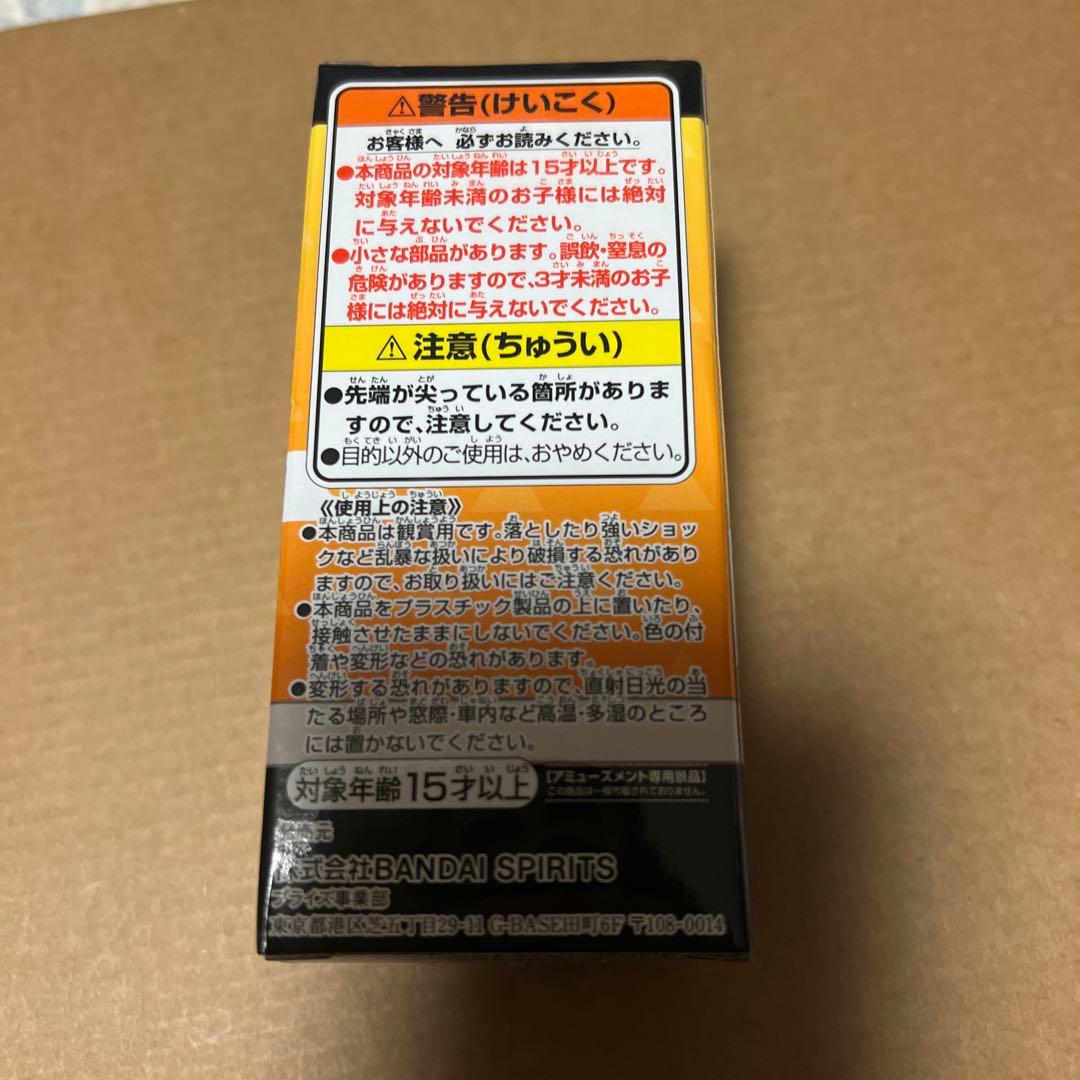 ⚠警告(けいこく)
お客様へ 必ずお読みください。
●本商品の対象年齢は15才以上です。
対象年齢未満のお子様には絶対
に与えないでください。
●小さな部品があります。誤飲・窒息の
危険がありますので、3才未満のお子
様には絶対に与えないでください。
⚠注意(ちゅうい)
●先端が尖っている箇所がありま
すので、注意してください。
●目的以外のご使用は、おやめください。
《使用上の注意》
●本商品は観賞用です。落としたり強いショッ
クなど乱暴な扱いにより破損する恐れがあり
ますので、お取り扱いにはご注意ください。
●本商品をプラスチック製品の上に置いたり、
接触させたままにしないでください。色の付
着や変形などの恐れがあります。
●変形する恐れがありますので、直射日光の当
たる場所や窓際・車内など高温・多湿のところ
には置かないでください。
対象年齢15才以上
【アミューズメント専用景品】
この商品は一般市販されておりません。
元
株式会社BANDAI SPIRITS
プライズ事業部
東京都港区芝五丁目29-11 G-BASE田町6F 〒108-0014